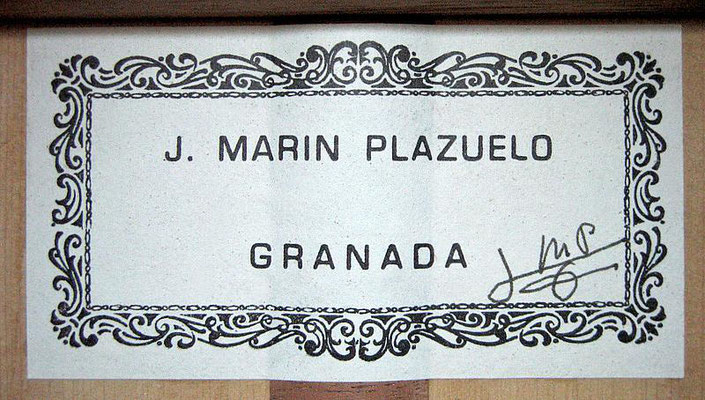 J. MARIN PLAZUELO
GRANADA
J M P